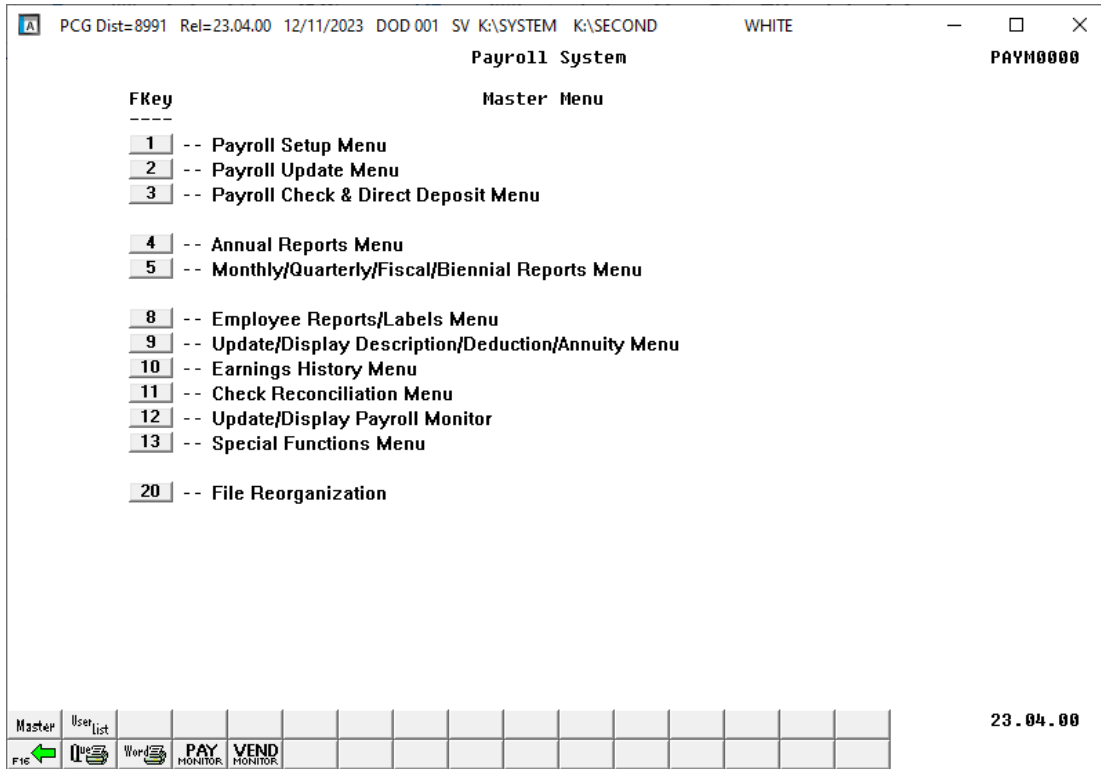 A PCG Dist=8991 Rel=23.04.00 12/11/2023 DOD 001 SV K:\SYSTEM K:\SECOND WHITE
Payroll System PAYM0000
FKey Master Menu
----
1 -- Payroll Setup Menu
2 -- Payroll Update Menu
3 -- Payroll Check & Direct Deposit Menu
4 -- Annual Reports Menu
5 -- Monthly/Quarterly/Fiscal/Biennial Reports Menu
8 -- Employee Reports/Labels Menu
9 -- Update/Display Description/Deduction/Annuity Menu
10 -- Earnings History Menu
11 -- Check Reconciliation Menu
12 -- Update/Display Payroll Monitor
13 -- Special Functions Menu
20 -- File Reorganization
Master User List 23.04.00
F16 Que Word PAY MONITOR VEND MONITOR